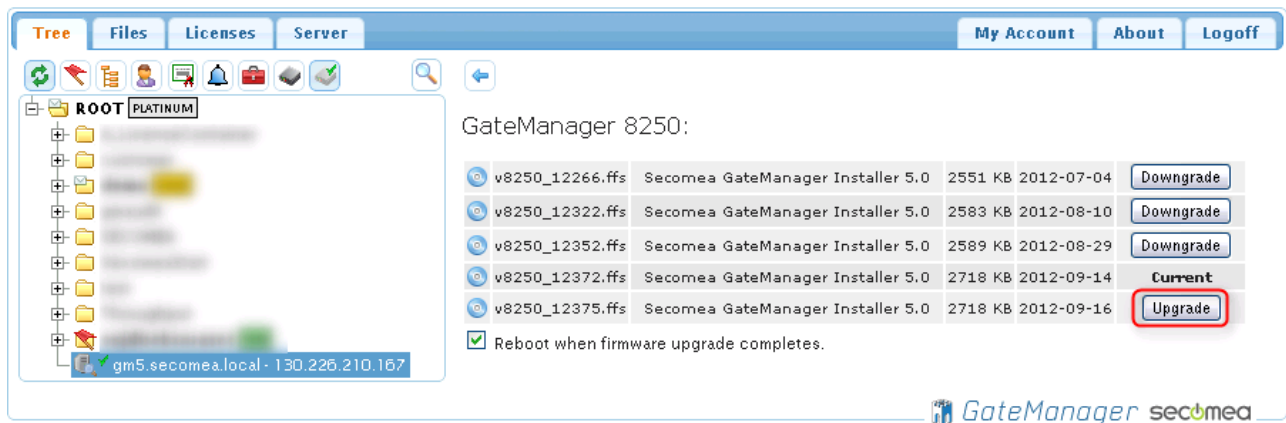 Tree Files Licenses Server My Account About Logoff
ROOT PLATINUM
gm5.secomea.local - 130.226.210.167
GateManager 8250:
v8250_12266.ffs Secomea GateManager Installer 5.0 2551 KB 2012-07-04 Downgrade
v8250_12322.ffs Secomea GateManager Installer 5.0 2583 KB 2012-08-10 Downgrade
v8250_12352.ffs Secomea GateManager Installer 5.0 2589 KB 2012-08-29 Downgrade
v8250_12372.ffs Secomea GateManager Installer 5.0 2718 KB 2012-09-14 Current
v8250_12375.ffs Secomea GateManager Installer 5.0 2718 KB 2012-09-16 Upgrade
Reboot when firmware upgrade completes.
GateManager secomea